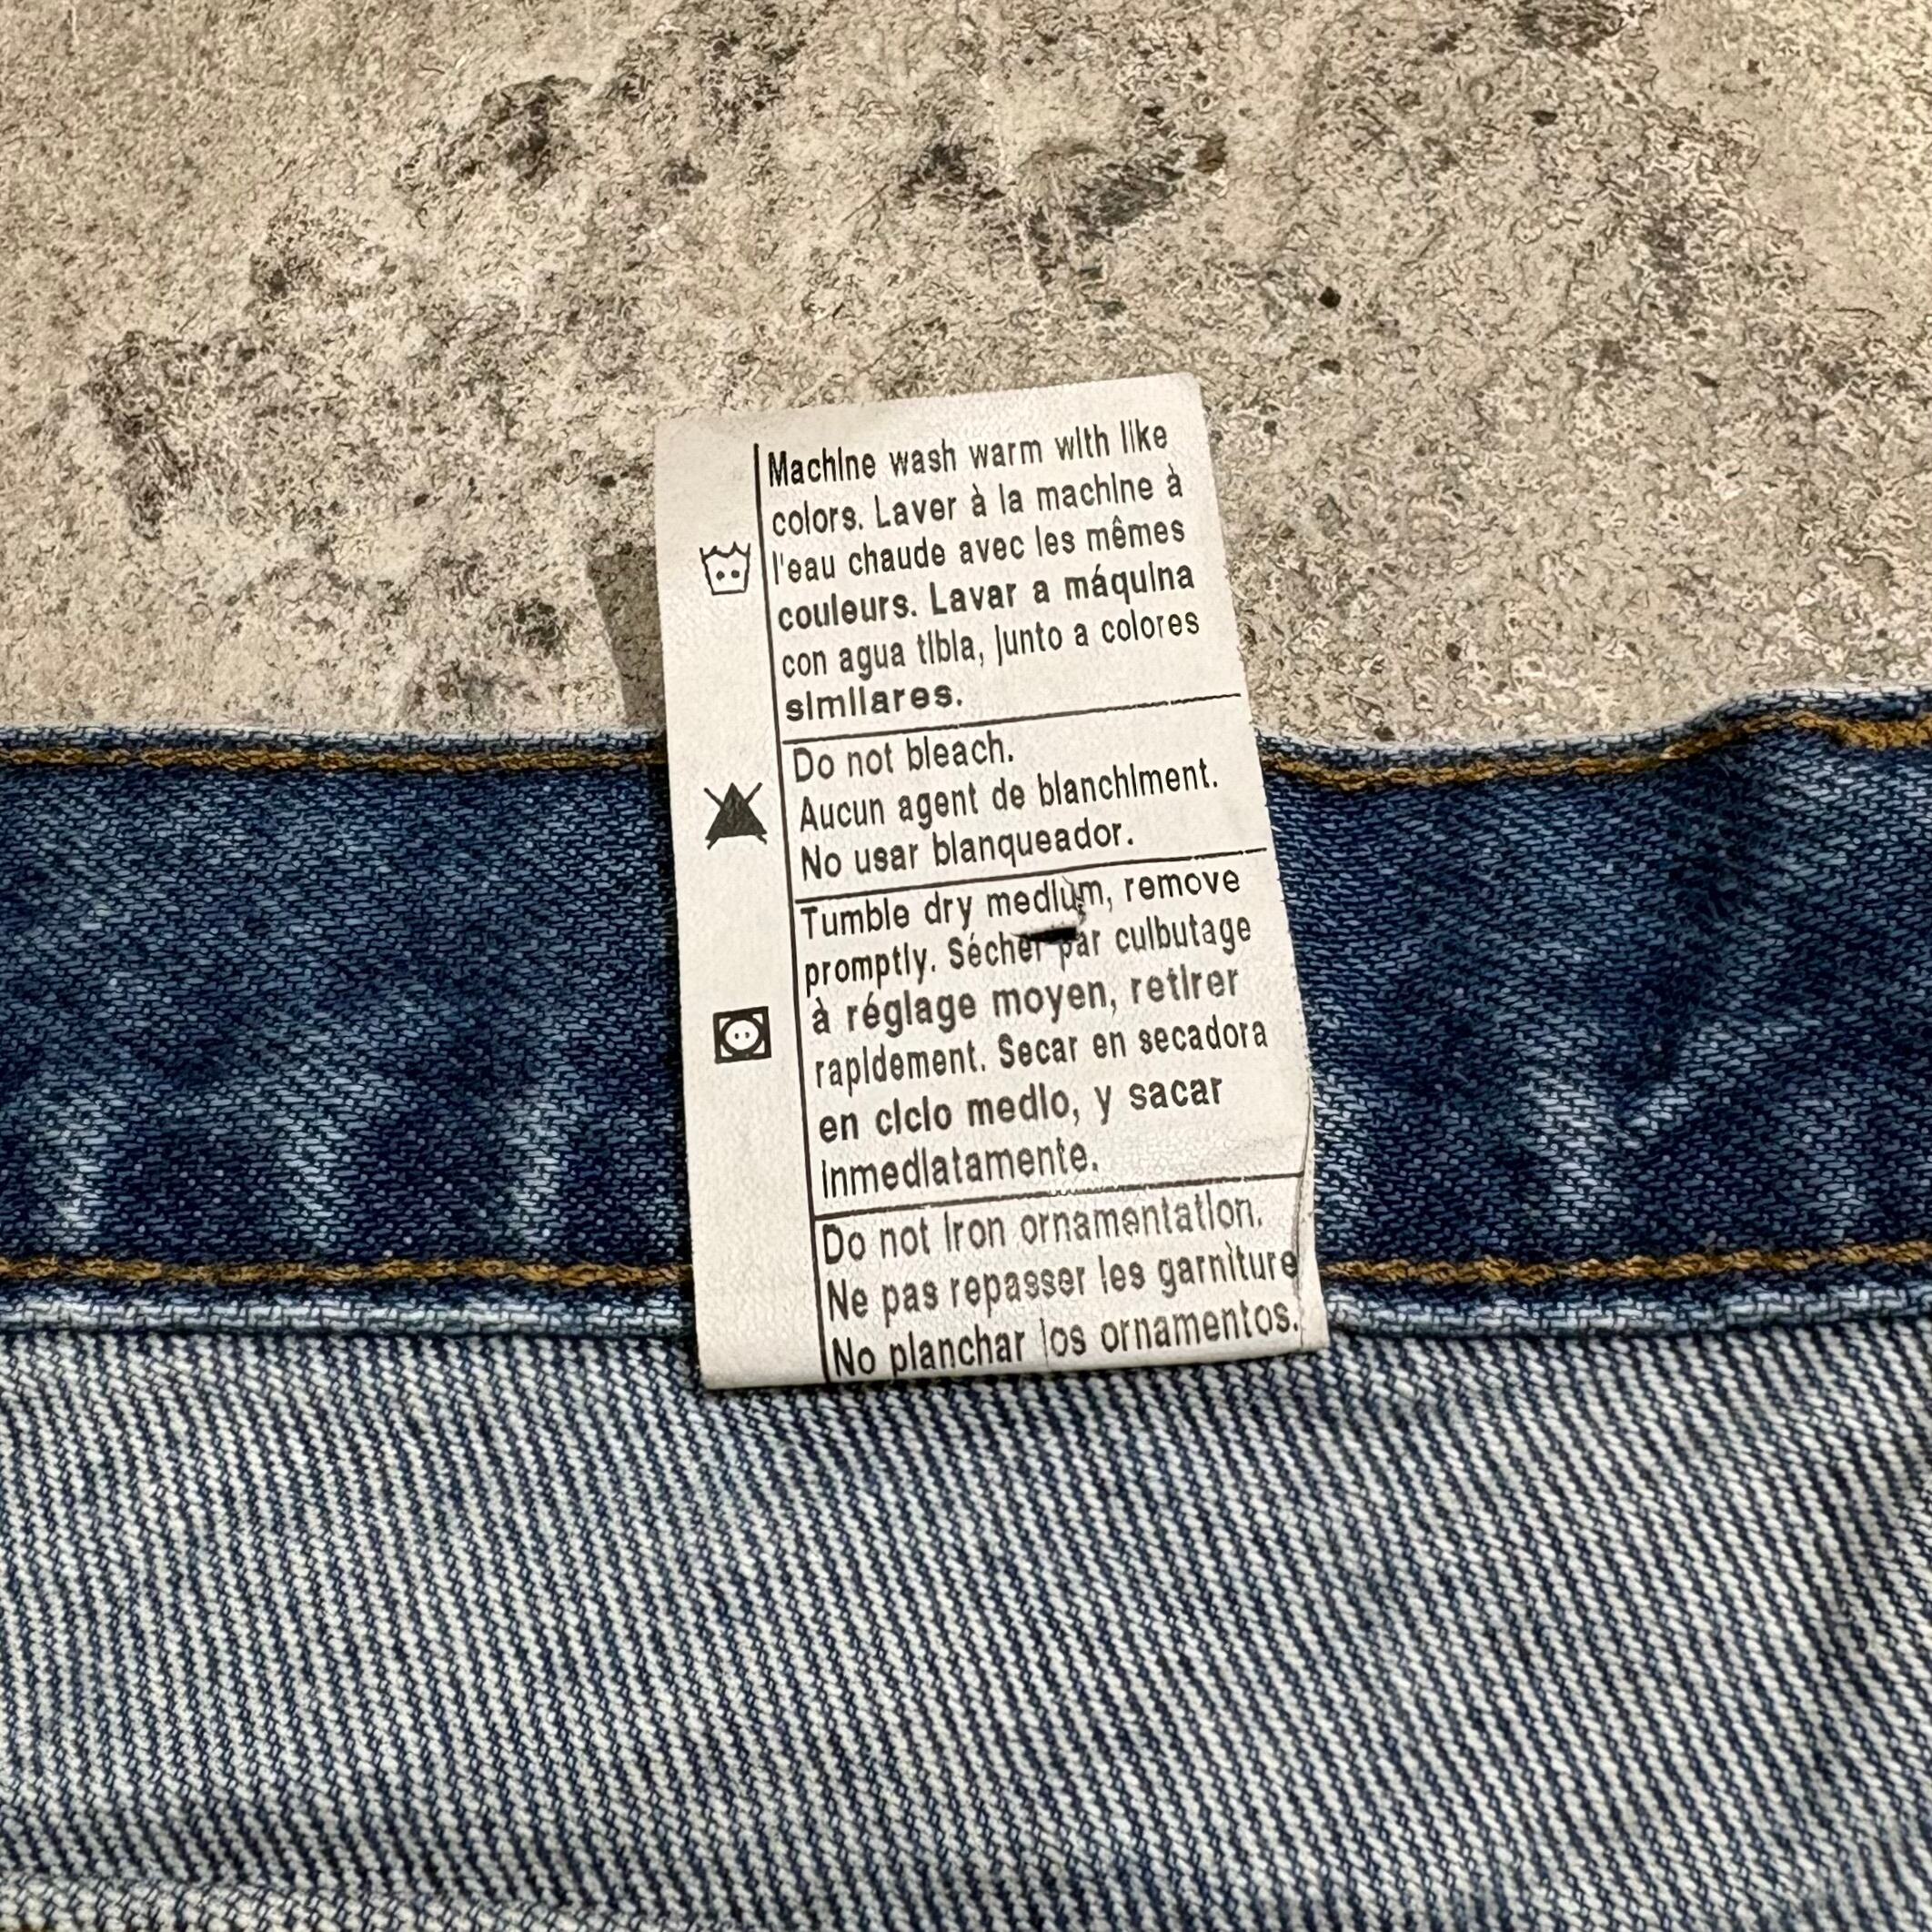 Machine wash warm with like
colors. Laver à la machine à
l'eau chaude avec les mêmes
couleurs. Lavar a máquina
con agua tibia, junto a colores
similares.
Do not bleach.
Aucun agent de blanchiment.
No usar blanqueador.
Tumble dry medium, remove
promptly. Sécher par culbutage
à réglage moyen, retirer
rapidement. Secar en secadora
en ciclo medio, y sacar
inmediatamente.
Do not iron ornamentation.
Ne pas repasser les garniture
No planchar los ornamentos.